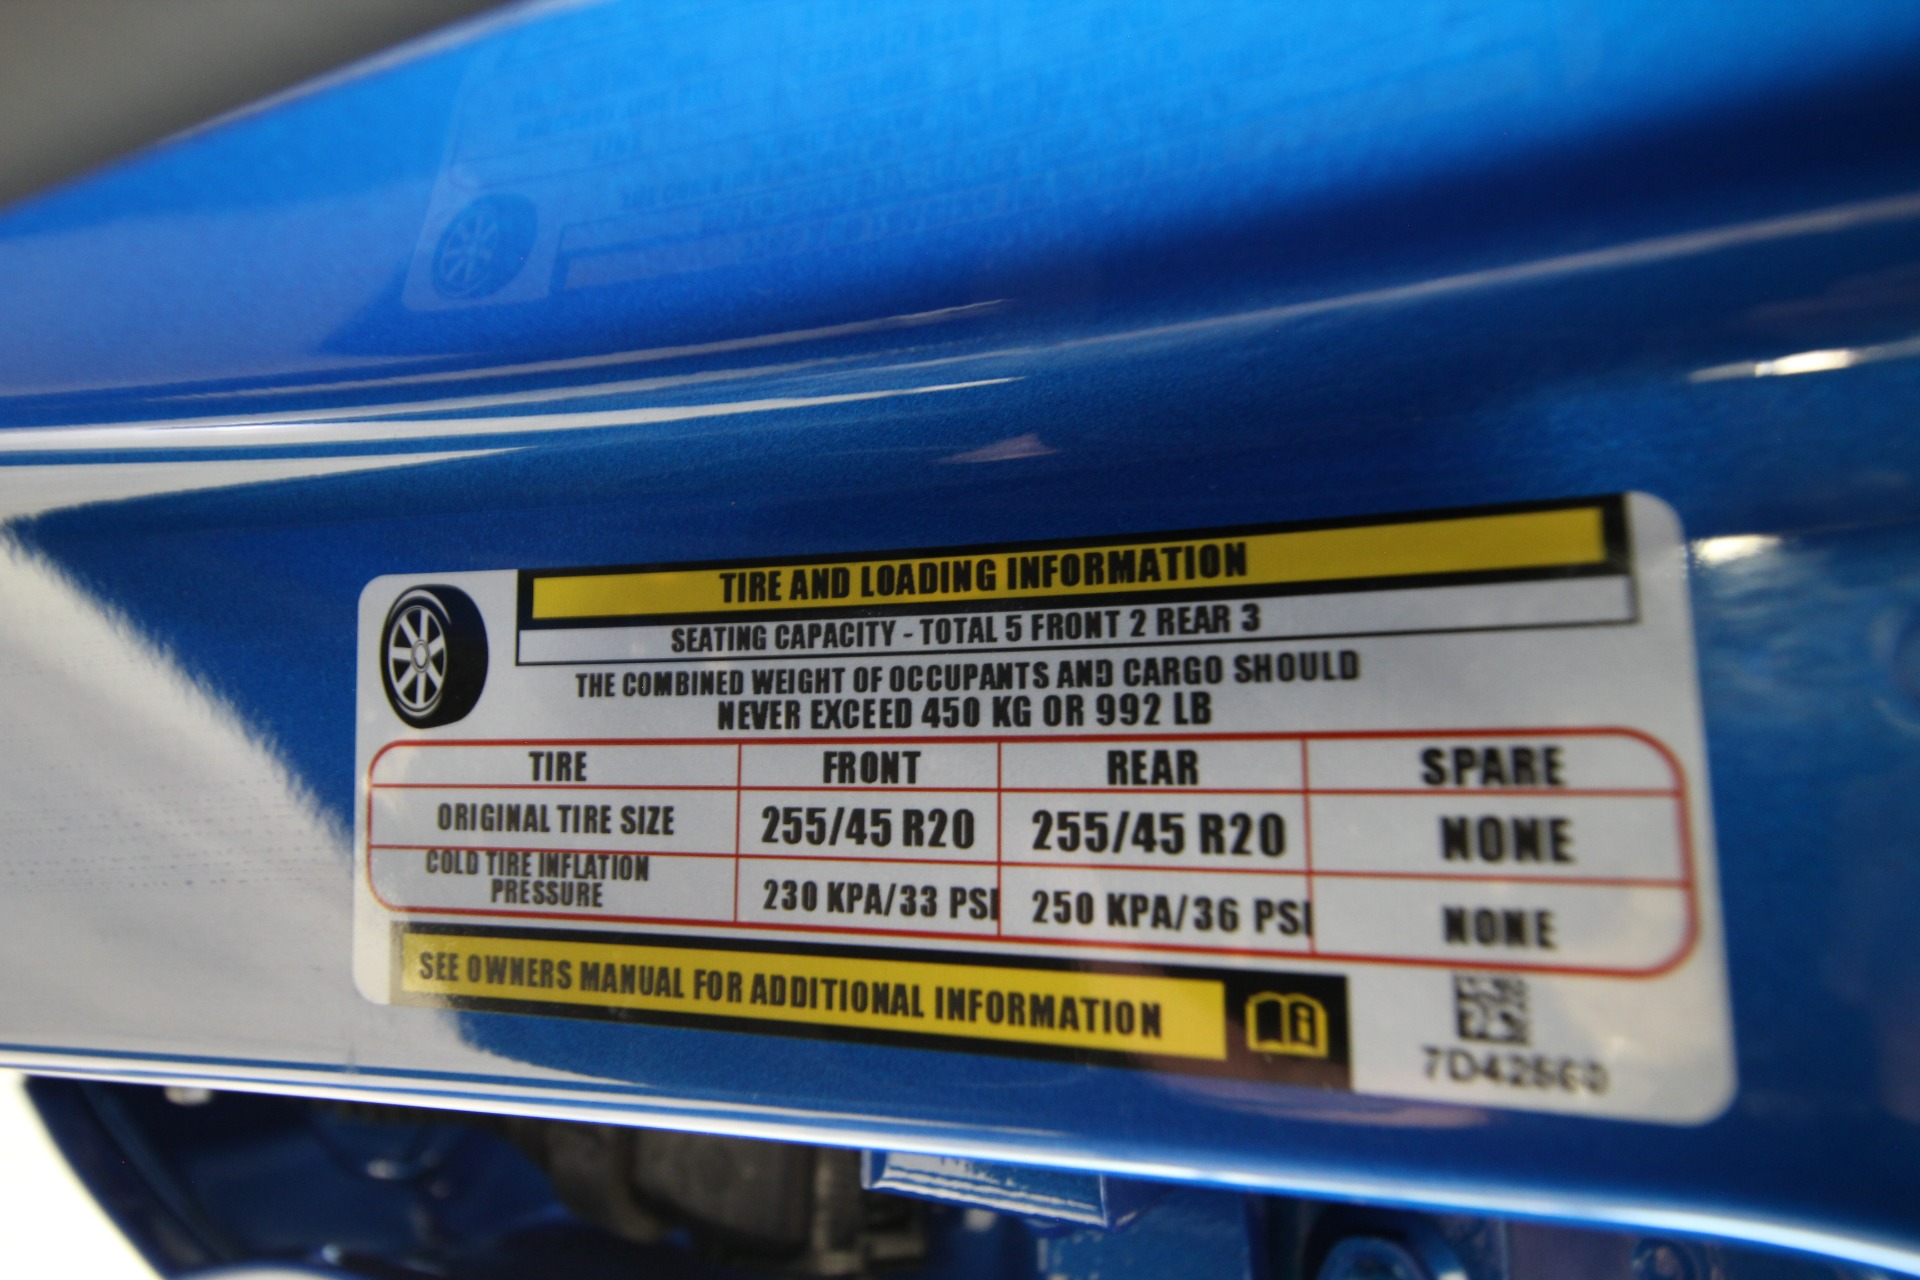 TIRE AND LOADING INFORMATION
SEATING CAPACITY - TOTAL 5 FRONT 2 REAR 3
THE COMBINED WEIGHT OF OCCUPANTS AND CARGO SHOULD
NEVER EXCEED 450 KG OR 992 LB
TIRE FRONT REAR SPARE
ORIGINAL TIRE SIZE 255/45 R20 255/45 R20 NONE
COLD TIRE INFLATION
PRESSURE 230 KPA/33 PSI 250 KPA/36 PSI NONE
SEE OWNERS MANUAL FOR ADDITIONAL INFORMATION